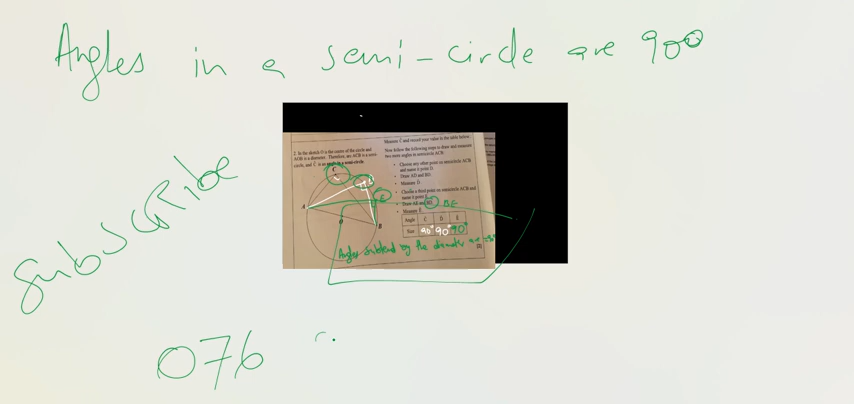 Angles in a semi-circle are 90°
Subscribe
2. In the sketch O is the centre of the circle and
AOB is a diameter. Therefore, arc ACB is a semi-
circle, and Ĉ is an angle in a semi-circle.
C
A
O
B
E
Measure Ĉ and record your value in the table below.
Now follow the following steps to draw and measure
two more angles in semicircle ACB.
• Choose any other point on semicircle ACB
and name it point D.
• Draw AD and BD.
• Measure D̂.
• Choose a third point on semicircle ACB and
name it point E.
BE
• Measure
Angle Ĉ D̂ Ê
Size 90° 90° 90°
Angles subtend by the diameter are
076